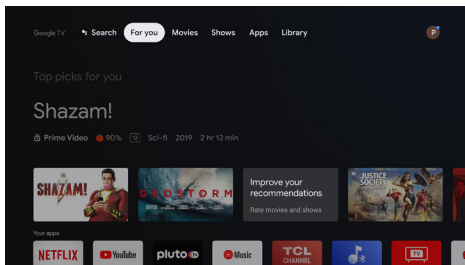 Google TV Search For you Movies Shows Apps Library P
Top picks for you
Shazam!
Prime Video 90% 12 Sci-fi 2019 2 hr 12 min
SHAZAM!
GEOSTORM
Improve your
recommendations
Rate movies and shows
JUSTICE
SOCIETY
Your apps
NETFLIX YouTube pluto tv Music TCL
CHANNEL
TV